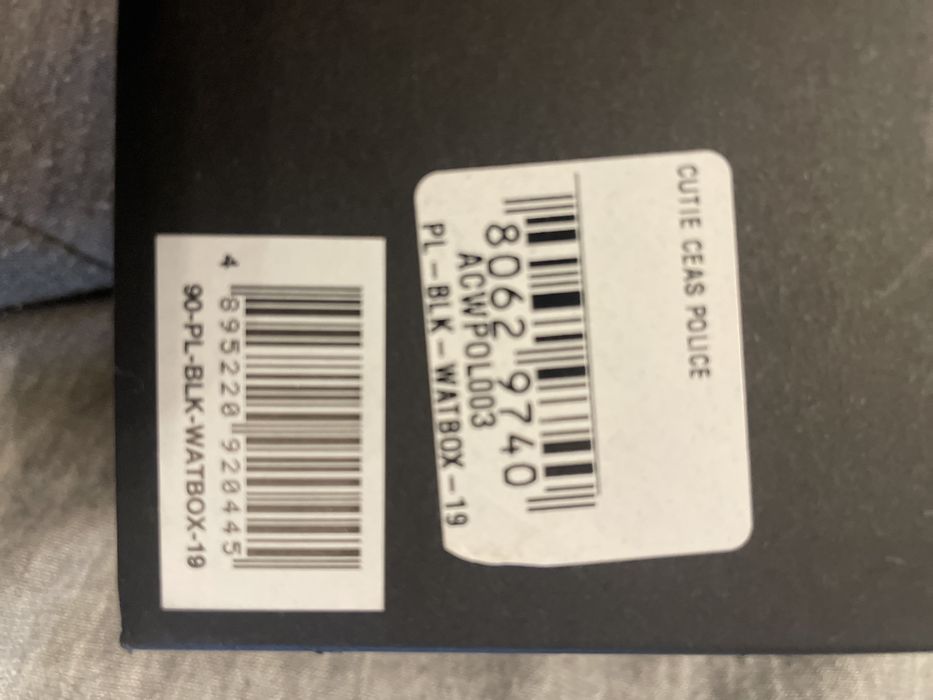 CUTIE CEAS POLICE
8062 9740
ACWPOL003
PL-BLK-WATBOX-19
4 895220 920445
90-PL-BLK-WATBOX-19